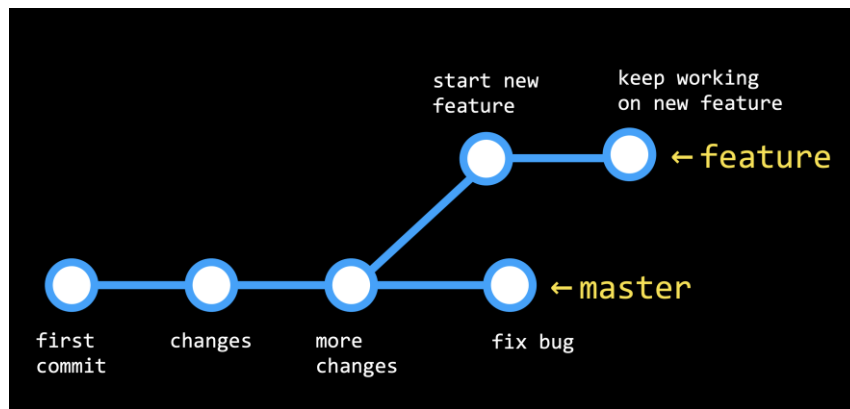 start new
feature
keep working
on new feature
←feature
←master
first
commit
changes
more
changes
fix bug